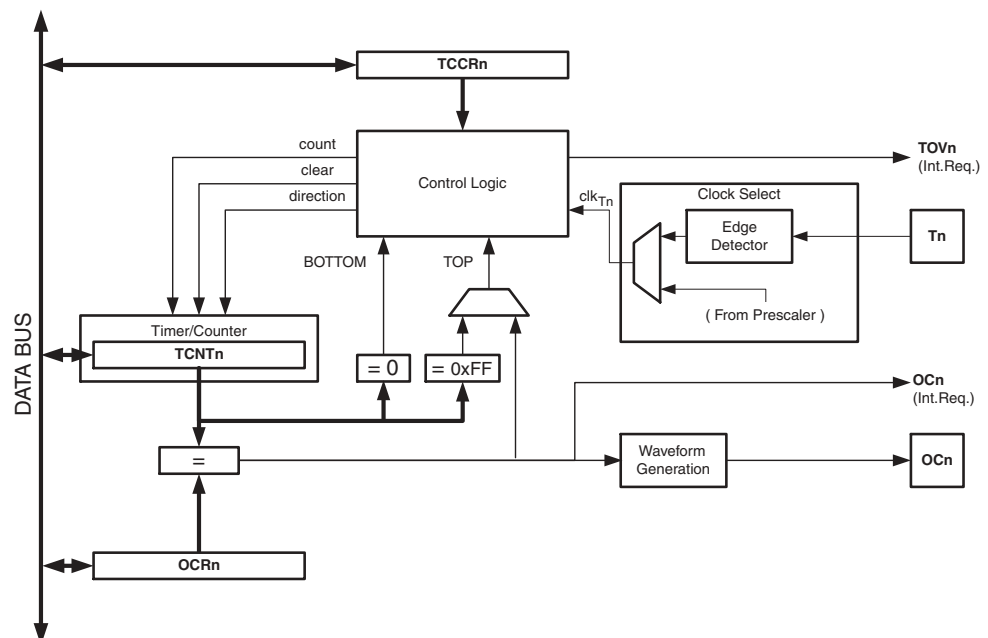 TCCRn
count
clear
direction
Control Logic
TOVn
(Int.Req.)
clkTn
Clock Select
Edge
Detector
Tn
( From Prescaler )
BOTTOM
TOP
Timer/Counter
TCNTn
= 0
= 0xFF
OCn
(Int.Req.)
=
Waveform
Generation
OCn
OCRn
DATA BUS